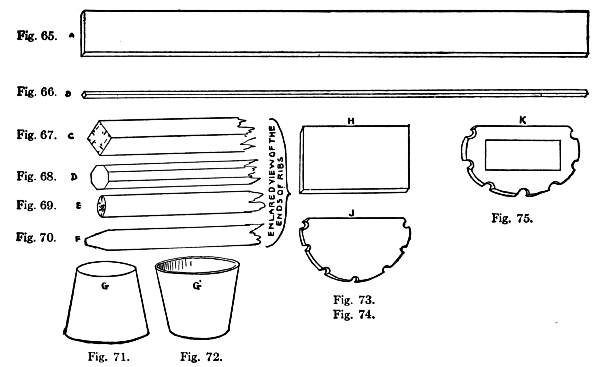 Fig. 65. A
Fig. 66. B
Fig. 67. C
Fig. 68. D
Fig. 69. E
Fig. 70. F
ENLARED VIEW OF THE
ENDS OF RIBS
H
K
Fig. 75.
J
Fig. 73.
Fig. 74.
G
G'
Fig. 71. Fig. 72.